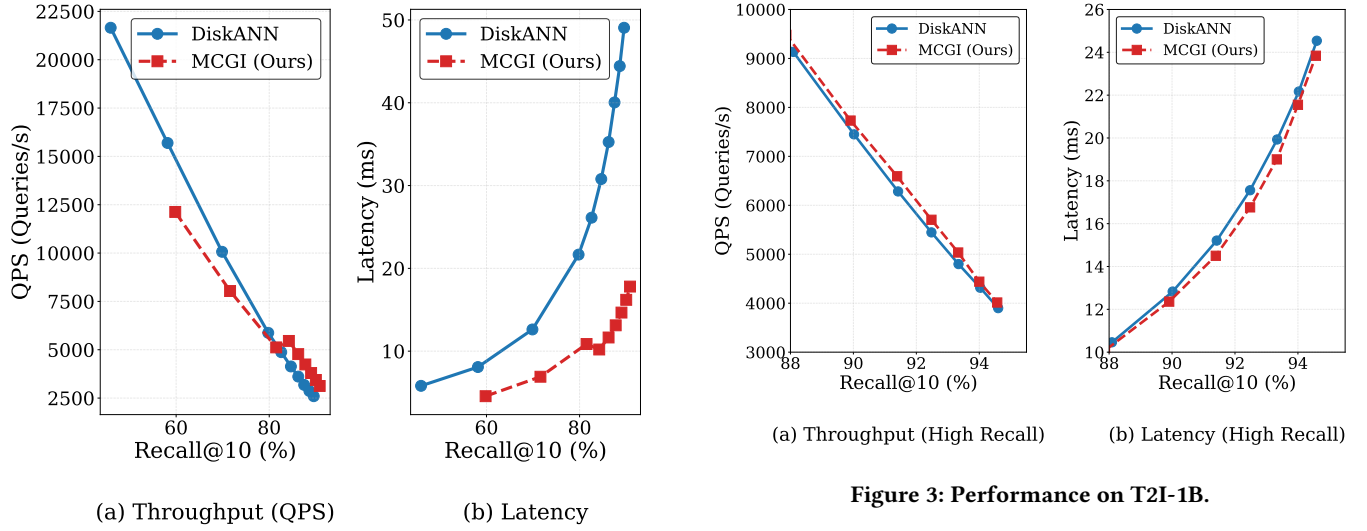 22500
20000
17500
15000
12500
10000
7500
5000
2500
QPS (Queries/s)
DiskANN
MCGI (Ours)
60
80
Recall@10 (%)
(a) Throughput (QPS)
50
40
30
20
10
Latency (ms)
DiskANN
MCGI (Ours)
60
80
Recall@10 (%)
(b) Latency
10000
9000
8000
7000
6000
5000
4000
3000
QPS (Queries/s)
DiskANN
MCGI (Ours)
88
90
92
94
Recall@10 (%)
(a) Throughput (High Recall)
26
24
22
20
18
16
14
12
10
Latency (ms)
DiskANN
MCGI (Ours)
88
90
92
94
Recall@10 (%)
(b) Latency (High Recall)
Figure 3: Performance on T2I-1B.